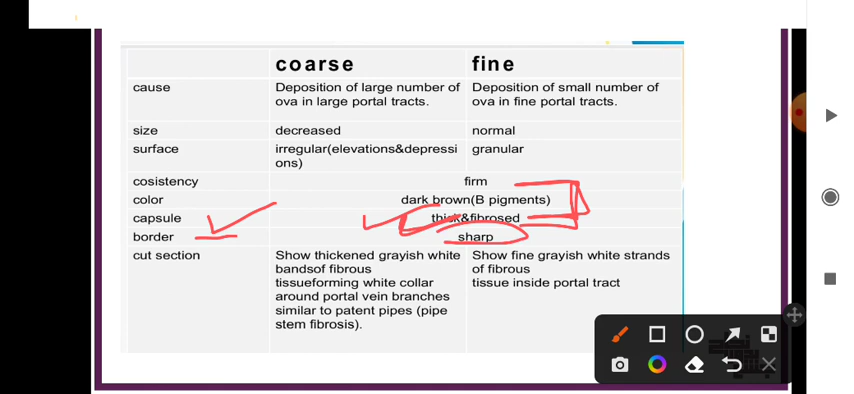 coarse fine
cause Deposition of large number of Deposition of small number of
ova in large portal tracts. ova in fine portal tracts.
size decreased normal
surface irregular(elevations&depressi granular
ons)
cosistency firm
color dark brown(B pigments)
capsule thick&fibrosed
border sharp
cut section Show thickened grayish white Show fine grayish white strands
bandsof fibrous of fibrous
tissueforming white collar tissue inside portal tract
around portal vein branches
similar to patent pipes (pipe
stem fibrosis).